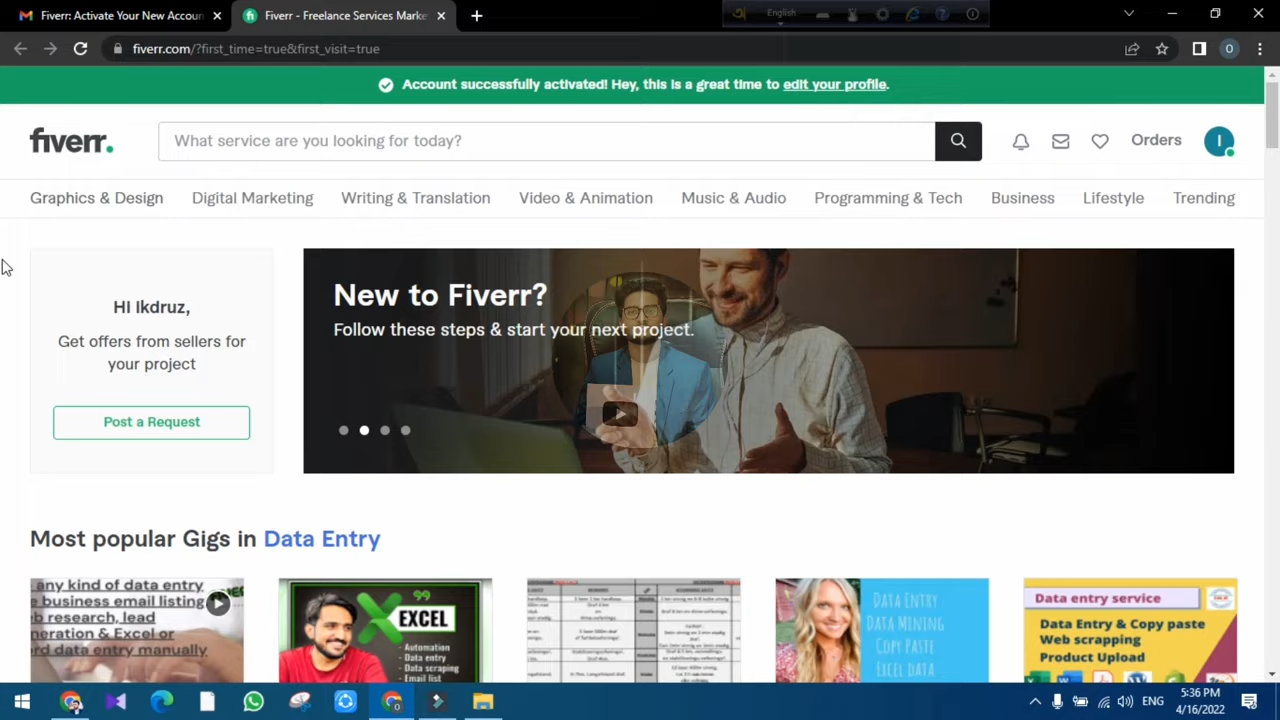 Fiverr: Activate Your New Accoun
Fiverr - Freelance Services Marke
English
fiverr.com/?first_time=true&first_visit=true
O
Account successfully activated! Hey, this is a great time to edit your profile.
fiverr.
What service are you looking for today?
Orders
I
Graphics & Design
Digital Marketing
Writing & Translation
Video & Animation
Music & Audio
Programming & Tech
Business
Lifestyle
Trending
Hi Ikdruz,
Get offers from sellers for
your project
Post a Request
New to Fiverr?
Follow these steps & start your next project.
Most popular Gigs in Data Entry
any kind of data entry
business email listing
research, lead
neration & Excel or
ord data entry manually
EXCEL
- Automation
- Data entry
- Data scraping
- Email list
DATA ENTRY
DATA MINING
COPY PASTE
EXCEL DATA
Data entry service
Data Entry & Copy paste
Web scraping
Product Upload
ENG
5:36 PM
4/16/2022